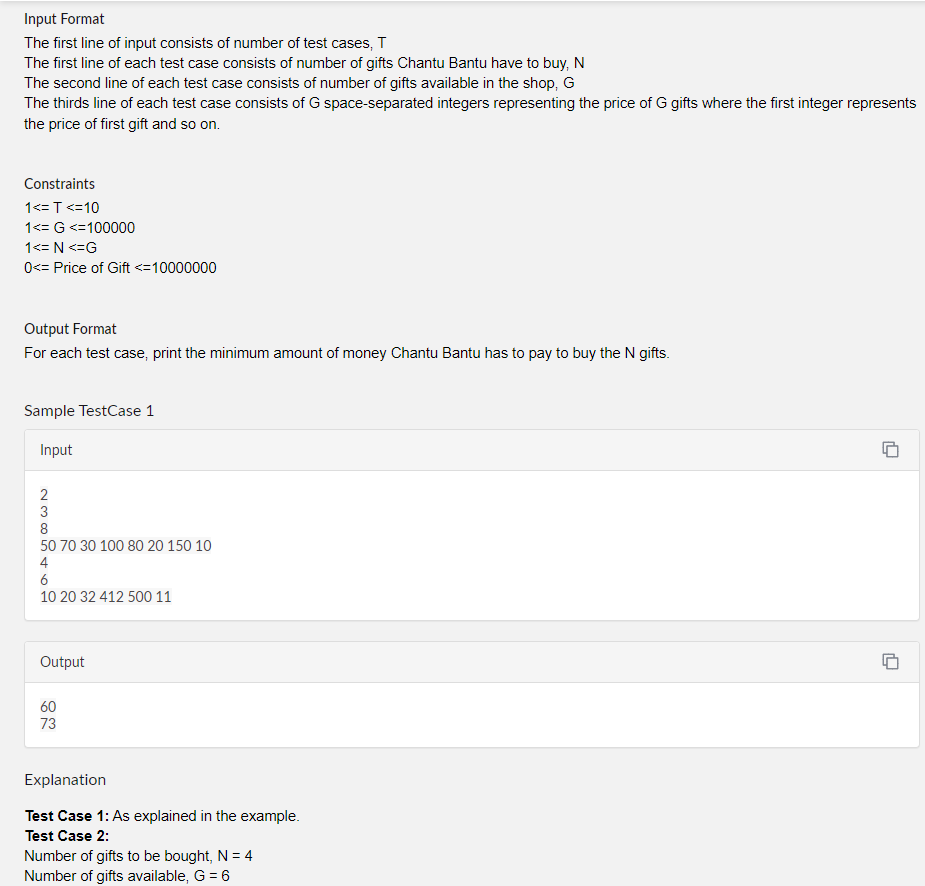 Input Format
The first line of input consists of number of test cases, T
The first line of each test case consists of number of gifts Chantu Bantu have to buy, N
The second line of each test case consists of number of gifts available in the shop, G
The thirds line of each test case consists of G space-separated integers representing the price of G gifts where the first integer represents
the price of first gift and so on.
Constraints
1<= T <=10
1<= G <=100000
1<= N <=G
0<= Price of Gift <=10000000
Output Format
For each test case, print the minimum amount of money Chantu Bantu has to pay to buy the N gifts.
Sample TestCase 1
Input
2
3
8
50 70 30 100 80 20 150 10
4
6
10 20 32 412 500 11
Output
60
73
Explanation
Test Case 1: As explained in the example.
Test Case 2:
Number of gifts to be bought, N = 4
Number of gifts available, G = 6